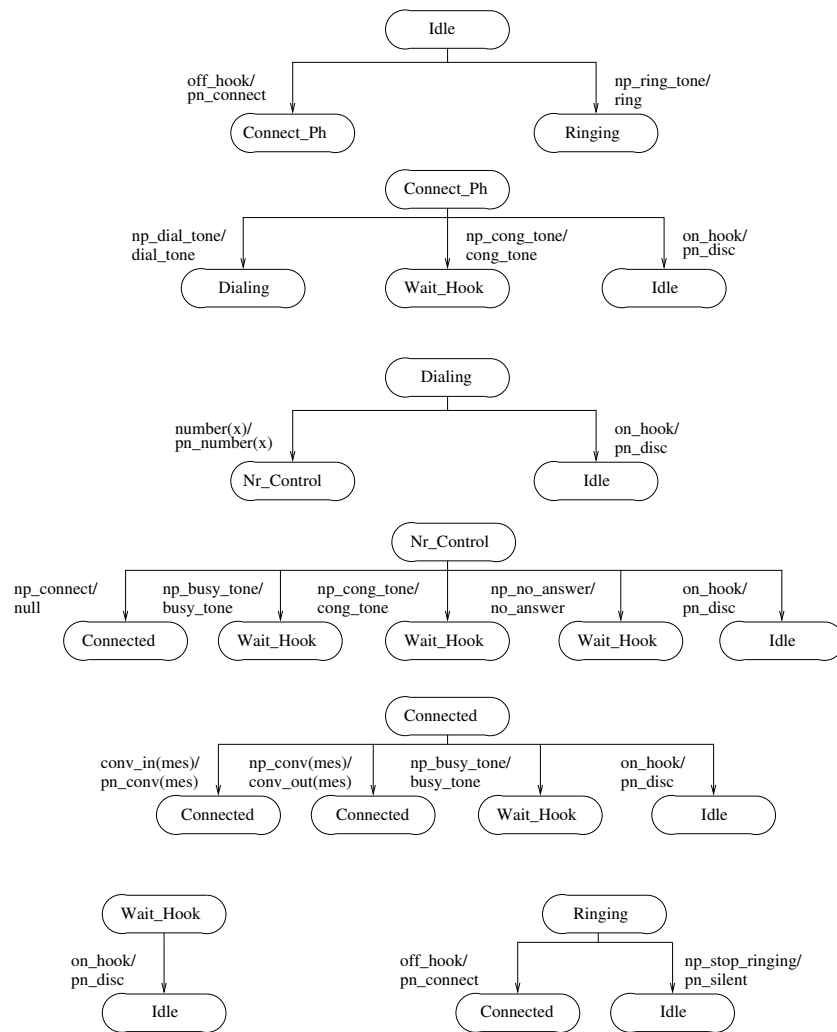 Idle
off_hook/
pn_connect
np_ring_tone/
ring
Connect_Ph
Ringing
Connect_Ph
np_dial_tone/
dial_tone
np_cong_tone/
cong_tone
on_hook/
pn_disc
Dialing
Wait_Hook
Idle
Dialing
number(x)/
pn_number(x)
on_hook/
pn_disc
Nr_Control
Idle
Nr_Control
np_connect/
null
np_busy_tone/
busy_tone
np_cong_tone/
cong_tone
np_no_answer/
no_answer
on_hook/
pn_disc
Connected
Wait_Hook
Wait_Hook
Wait_Hook
Idle
Connected
conv_in(mes)/
pn_conv(mes)
np_conv(mes)/
conv_out(mes)
np_busy_tone/
busy_tone
on_hook/
pn_disc
Connected
Connected
Wait_Hook
Idle
Wait_Hook
on_hook/
pn_disc
Idle
Ringing
off_hook/
pn_connect
np_stop_ringing/
pn_silent
Connected
Idle